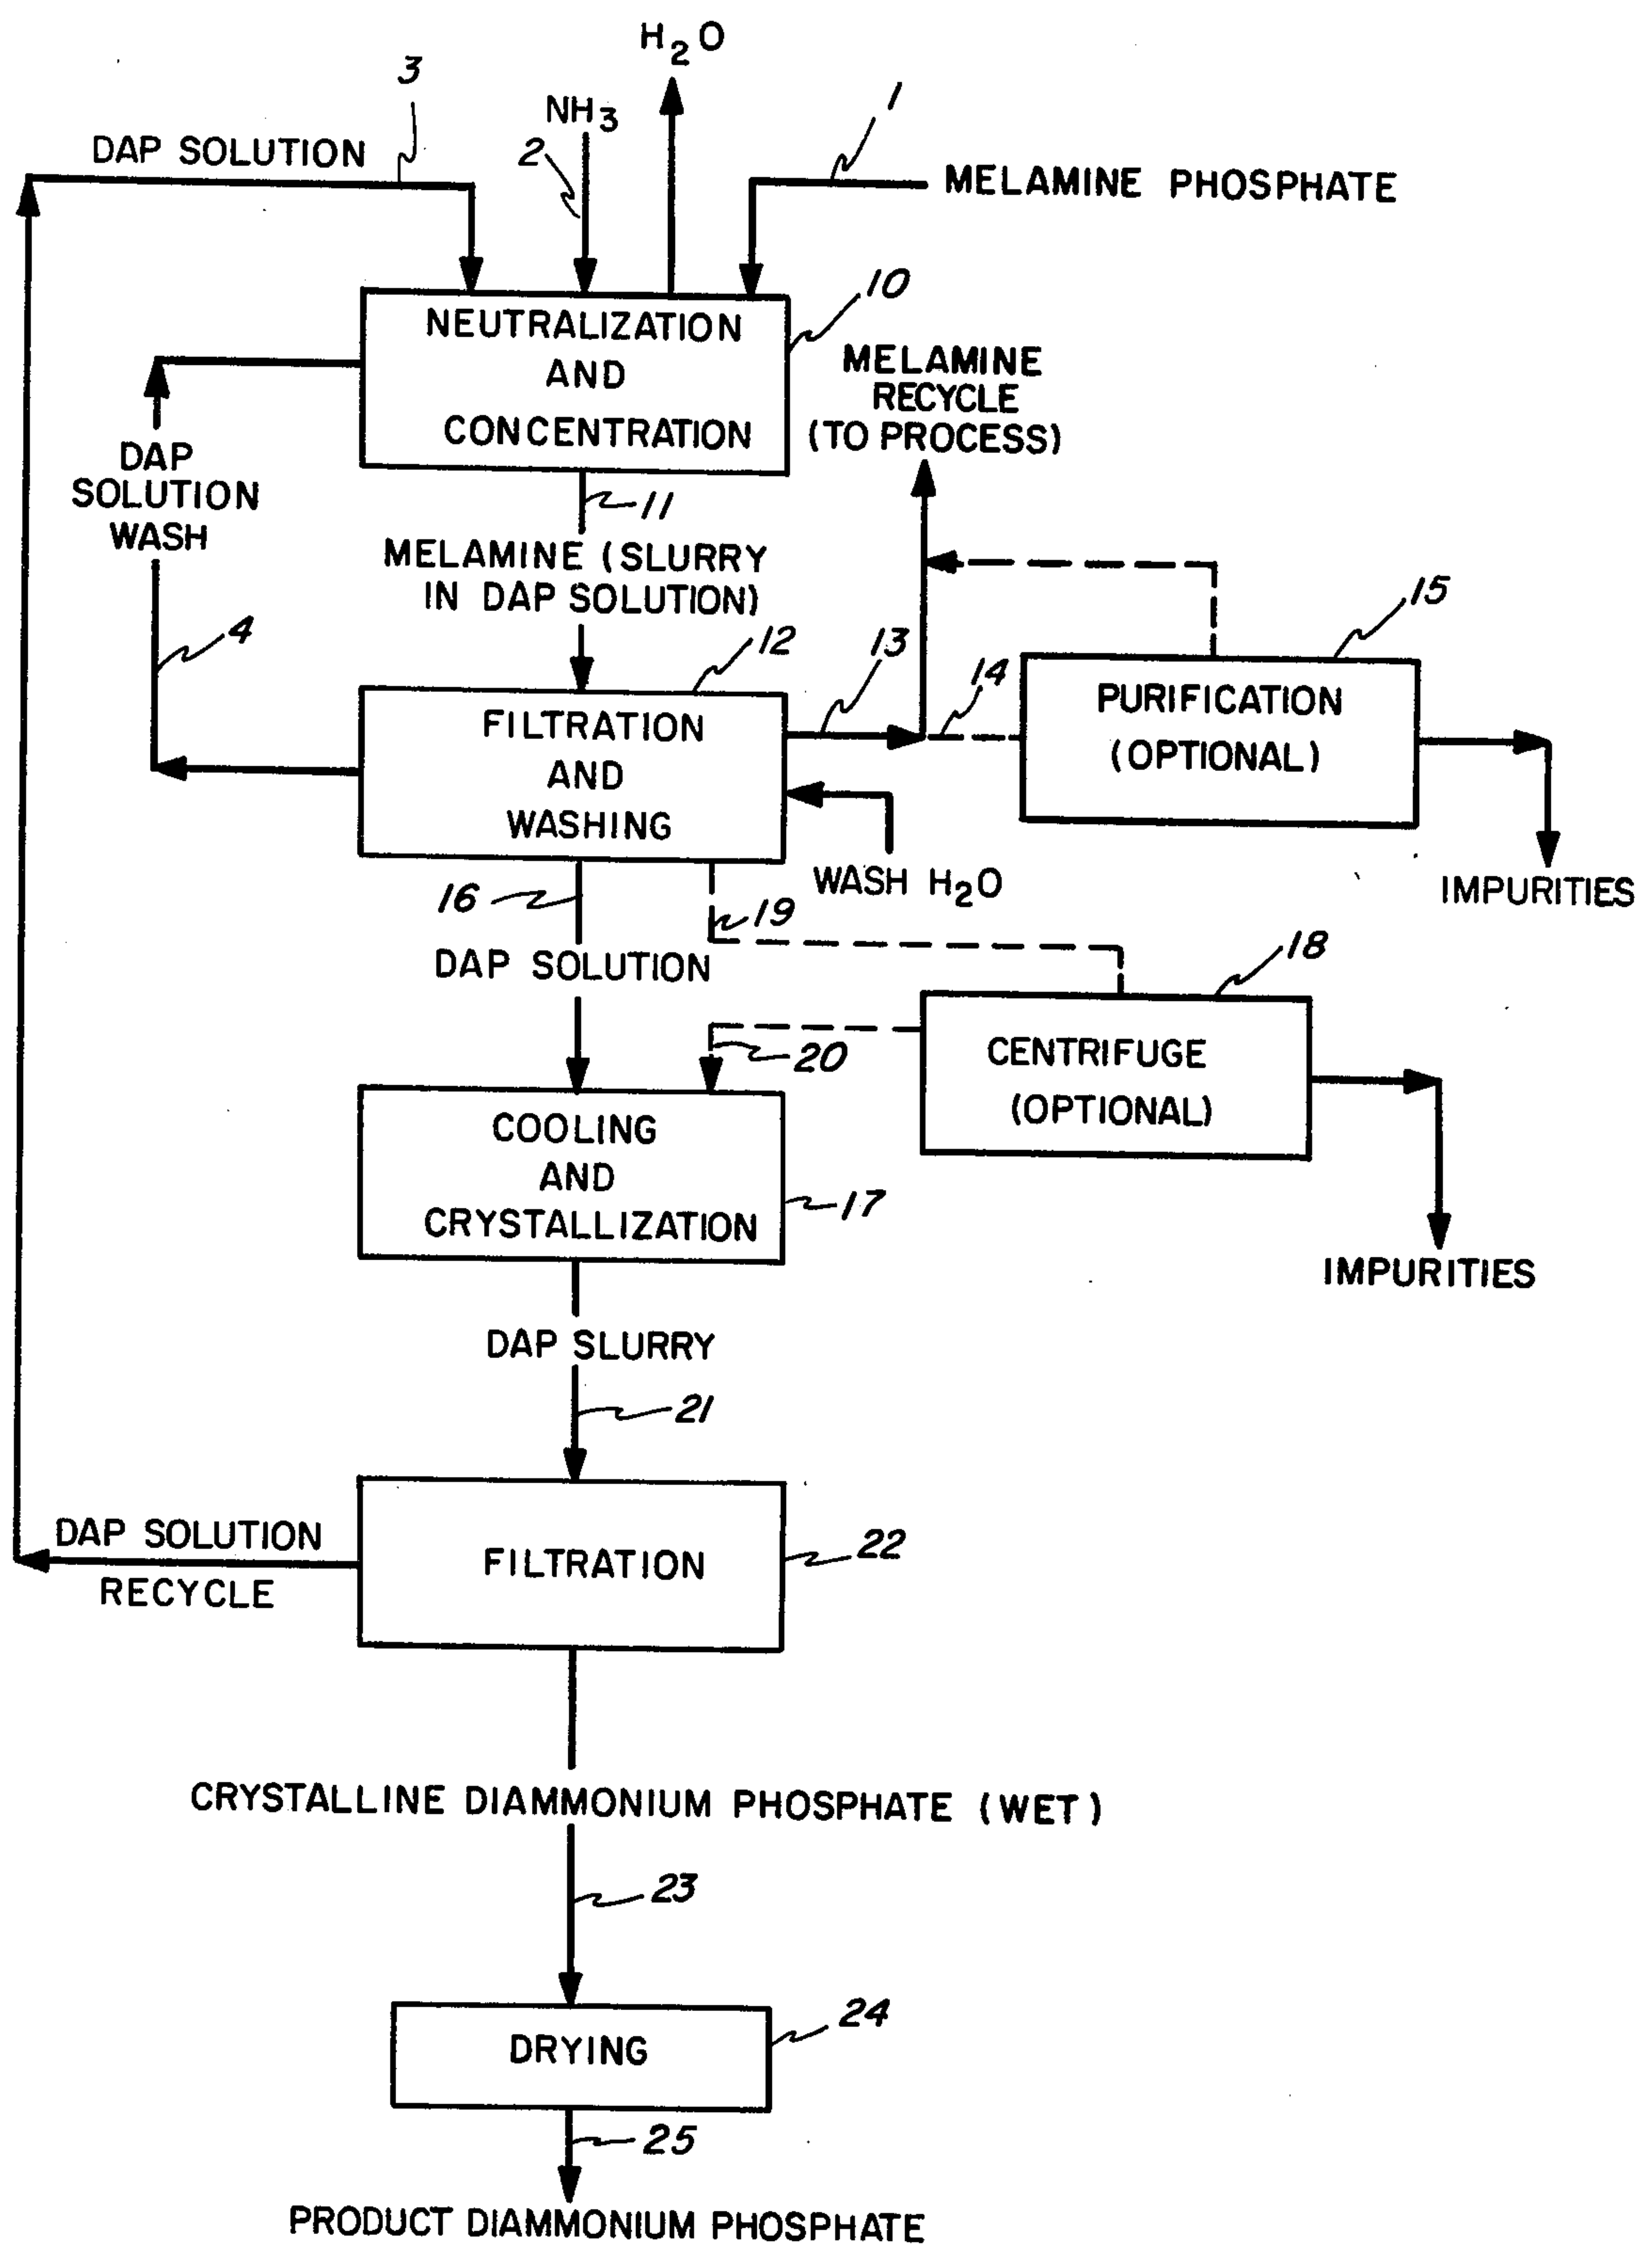 H2O
3
NH3
1
DAP SOLUTION
2
MELAMINE PHOSPHATE
10
NEUTRALIZATION
AND
CONCENTRATION
MELAMINE
RECYCLE
(TO PROCESS)
DAP
SOLUTION
WASH
11
MELAMINE (SLURRY
IN DAP SOLUTION)
4
12
13
14
15
FILTRATION
AND
WASHING
PURIFICATION
(OPTIONAL)
WASH H2O
IMPURITIES
16
19
DAP SOLUTION
18
20
CENTRIFUGE
(OPTIONAL)
COOLING
AND
CRYSTALLIZATION
17
IMPURITIES
DAP SLURRY
21
DAP SOLUTION
RECYCLE
FILTRATION
22
CRYSTALLINE DIAMMONIUM PHOSPHATE (WET)
23
24
DRYING
25
PRODUCT DIAMMONIUM PHOSPHATE